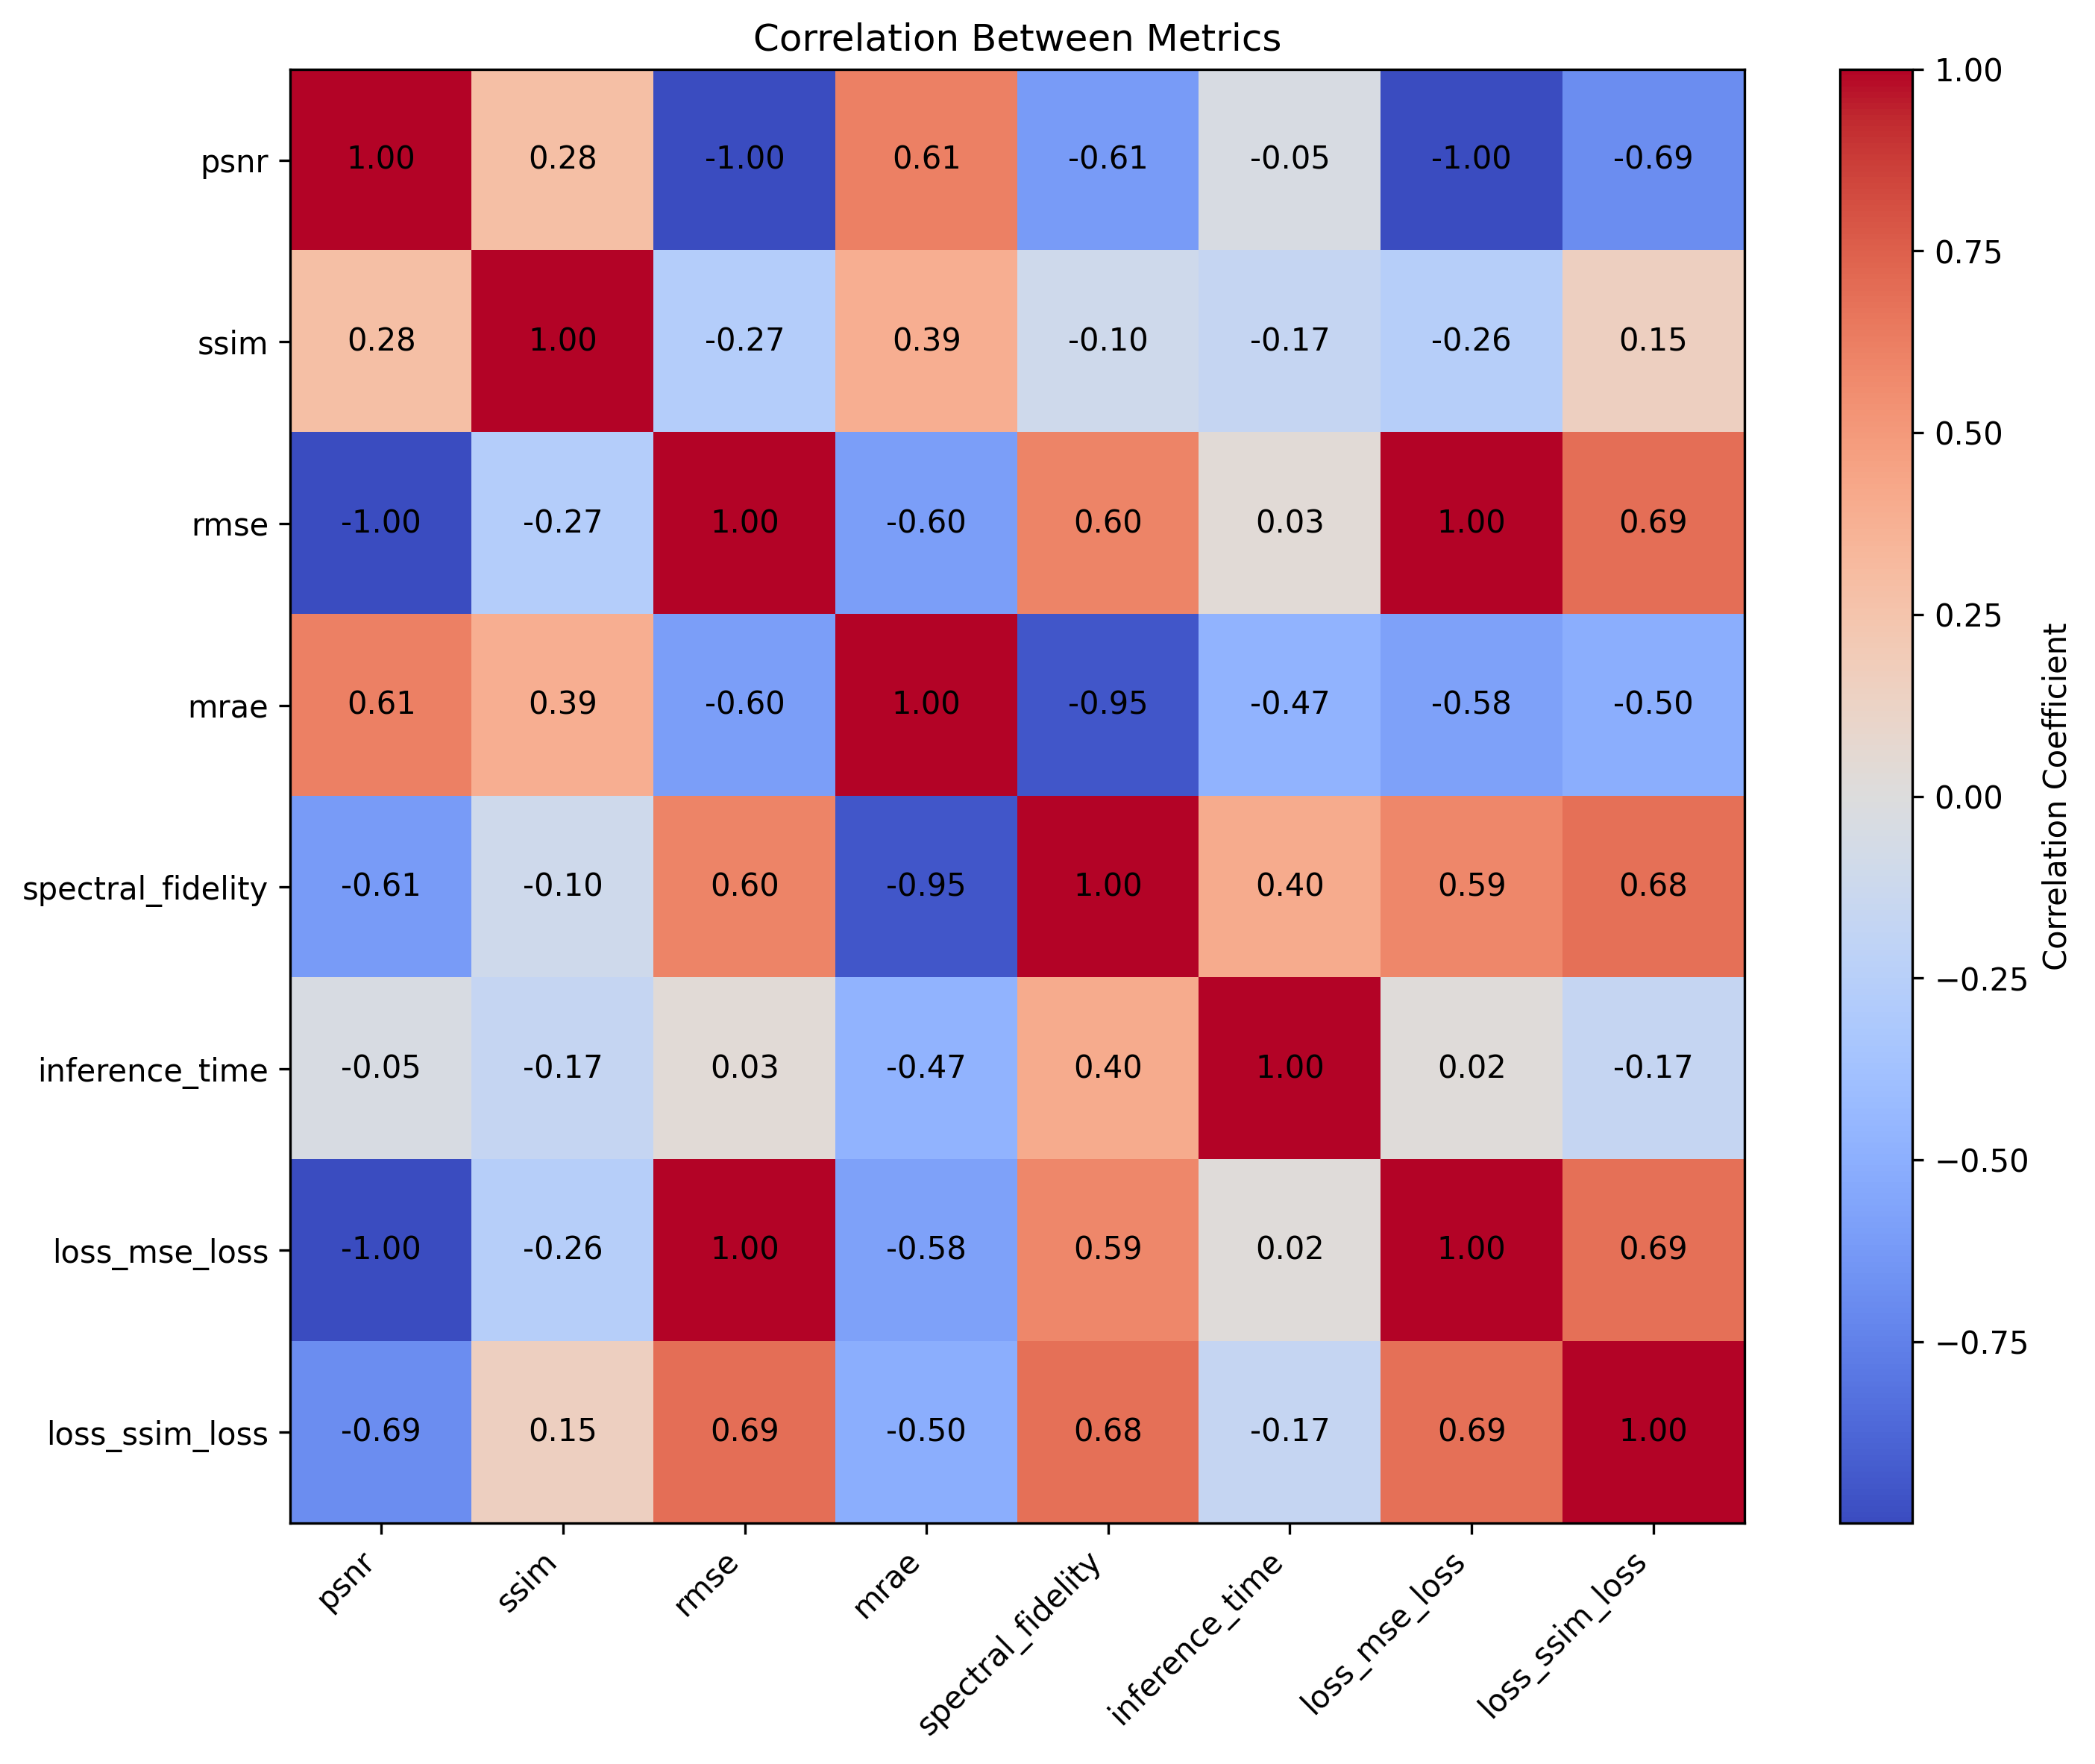 Correlation Between Metrics
psnr 1.00 0.28 -1.00 0.61 -0.61 -0.05 -1.00 -0.69
ssim 0.28 1.00 -0.27 0.39 -0.10 -0.17 -0.26 0.15
rmse -1.00 -0.27 1.00 -0.60 0.60 0.03 1.00 0.69
mrae 0.61 0.39 -0.60 1.00 -0.95 -0.47 -0.58 -0.50
spectral_fidelity -0.61 -0.10 0.60 -0.95 1.00 0.40 0.59 0.68
inference_time -0.05 -0.17 0.03 -0.47 0.40 1.00 0.02 -0.17
loss_mse_loss -1.00 -0.26 1.00 -0.58 0.59 0.02 1.00 0.69
loss_ssim_loss -0.69 0.15 0.69 -0.50 0.68 -0.17 0.69 1.00
psnr
ssim
rmse
mrae
spectral_fidelity
inference_time
loss_mse_loss
loss_ssim_loss
1.00
0.75
0.50
0.25
0.00
−0.25
−0.50
−0.75
Correlation Coefficient